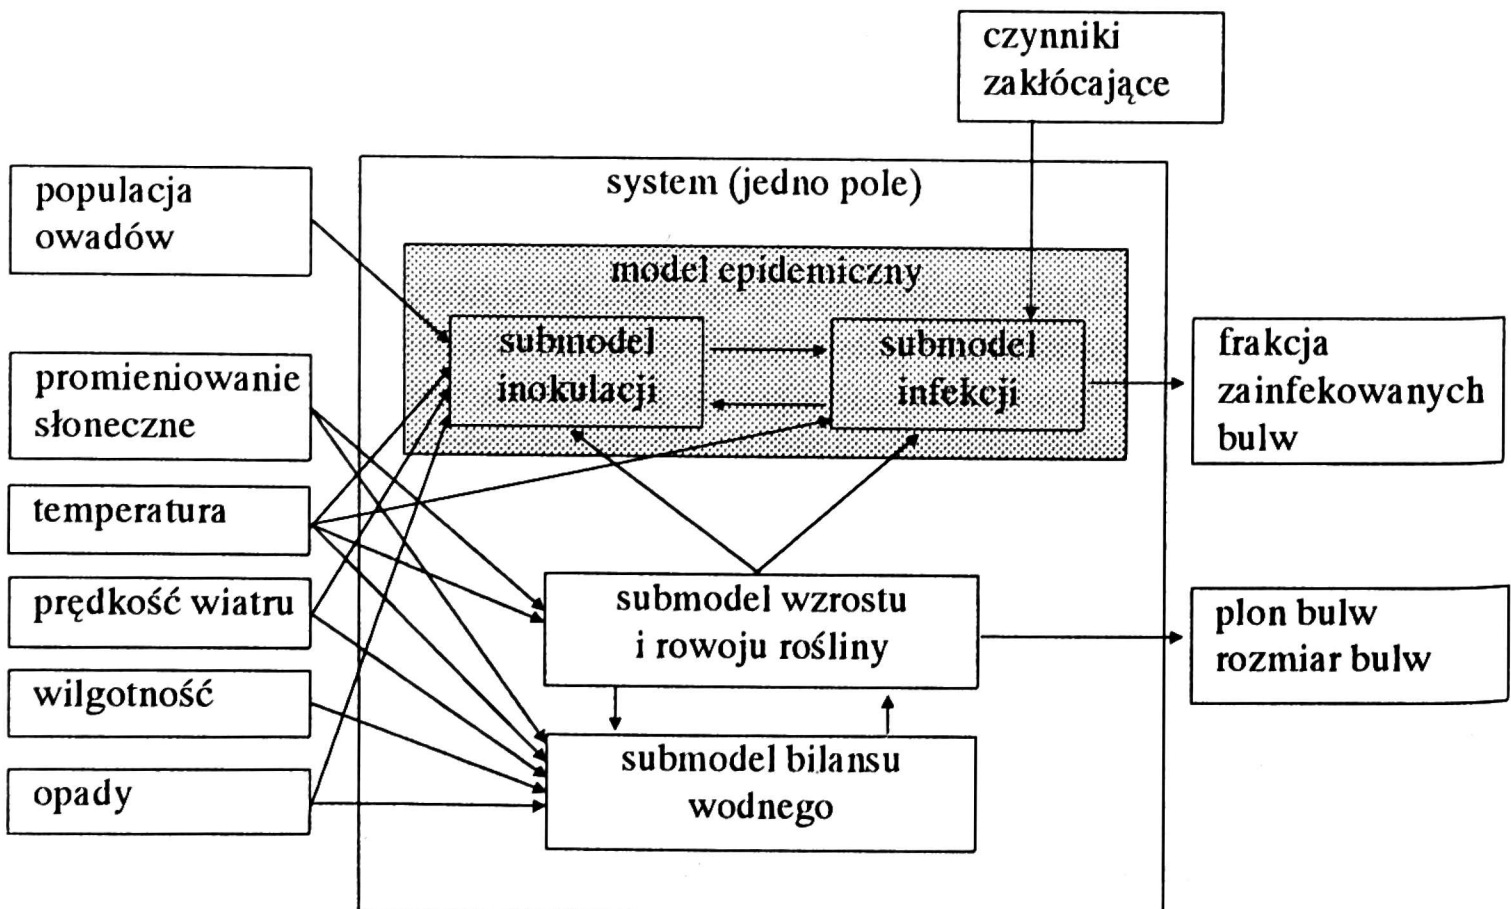 czynniki
zakłócające
populacja
owadów
system (jedno pole)
model epidemiczny
submodel
inokulacji
submodel
infekcji
promieniowanie
słoneczne
frakcja
zainfekowanych
bulw
temperatura
prędkość wiatru
submodel wzrostu
i rowoju rośliny
plon bulw
rozmiar bulw
wilgotność
submodel bilansu
wodnego
opady